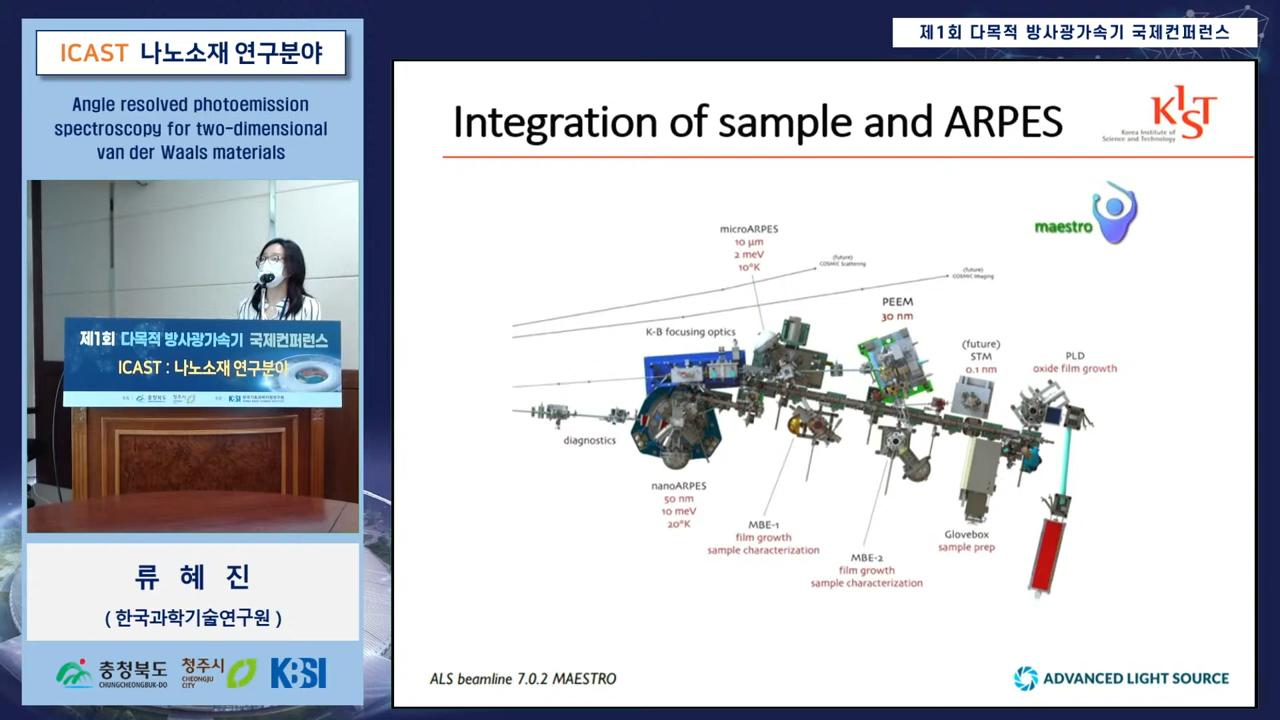 ICAST 나노소재 연구분야
Angle resolved photoemission
spectroscopy for two-dimensional
van der Waals materials
제1회 다목적 방사광가속기 국제컨퍼런스
ICAST : 나노소재 연구분야
충청북도
청주시
KBSI
류 혜 진
( 한국과학기술연구원 )
충청북도
CHUNGCHEONGBUK-DO
청주시
CHEONGJU
CITY
KBSI
제1회 다목적 방사광가속기 국제컨퍼런스
Integration of sample and ARPES
KIST
Korea Institute of
Science and Technology
maestro
microARPES
10 µm
2 meV
10°K
(future)
COSMIC Scattering
(future)
COSMIC Imaging
K-B focusing optics
PEEM
30 nm
(future)
STM
0.1 nm
PLD
oxide film growth
diagnostics
nanoARPES
50 nm
10 meV
20°K
MBE-1
film growth
sample characterization
MBE-2
film growth
sample characterization
Glovebox
sample prep
ALS beamline 7.0.2 MAESTRO
ADVANCED LIGHT SOURCE